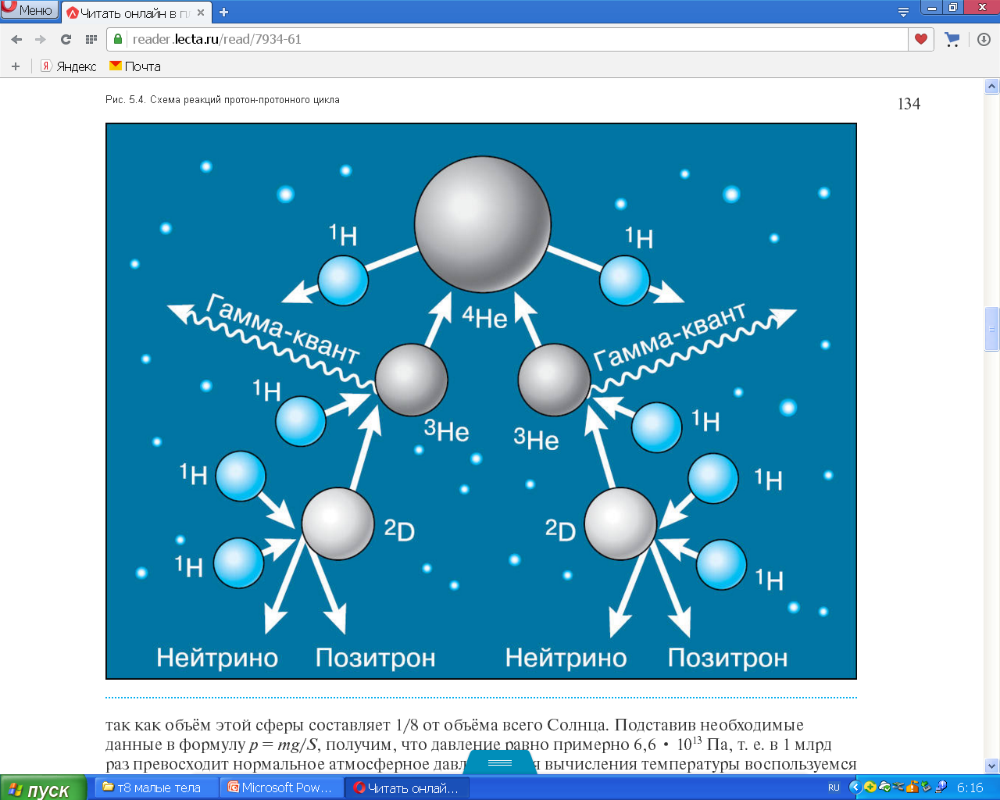 Меню
Читать онлайн в пл
reader.lecta.ru/read/7934-61
Яндекс
Почта
Рис. 5.4. Схема реакций протон-протонного цикла
134
¹H
¹H
⁴He
Гамма-квант
Гамма-квант
¹H
¹H
³He
³He
¹H
¹H
²D
²D
¹H
¹H
Нейтрино
Позитрон
Нейтрино
Позитрон
так как объём этой сферы составляет 1/8 от объёма всего Солнца. Подставив необходимые
данные в формулу p = mg/S, получим, что давление равно примерно 6,6 • 10¹³ Па, т. е. в 1 млрд
раз превосходит нормальное атмосферное давл я вычисления температуры воспользуемся
пуск
т8 малые тела
Microsoft Pow...
Читать онлай...
RU
6:16